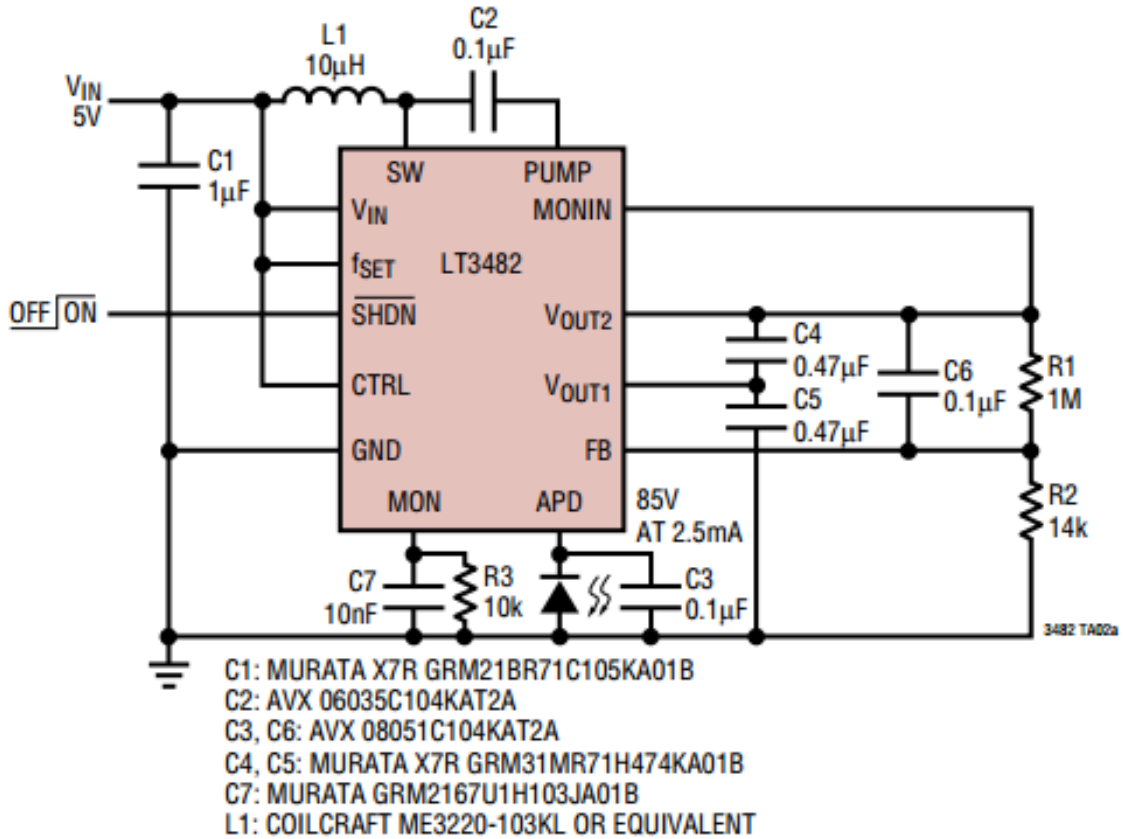 L1
10µH
C2
0.1µF
VIN
5V
C1
1µF
SW
PUMP
VIN
MONIN
fSET
LT3482
OFF ON
SHDN
VOUT2
C4
0.47µF
CTRL
VOUT1
C5
0.47µF
C6
0.1µF
R1
1M
GND
FB
MON
APD
85V
AT 2.5mA
R2
14k
C7
10nF
R3
10k
C3
0.1µF
3482 TA02a
C1: MURATA X7R GRM21BR71C105KA01B
C2: AVX 06035C104KAT2A
C3, C6: AVX 08051C104KAT2A
C4, C5: MURATA X7R GRM31MR71H474KA01B
C7: MURATA GRM2167U1H103JA01B
L1: COILCRAFT ME3220-103KL OR EQUIVALENT